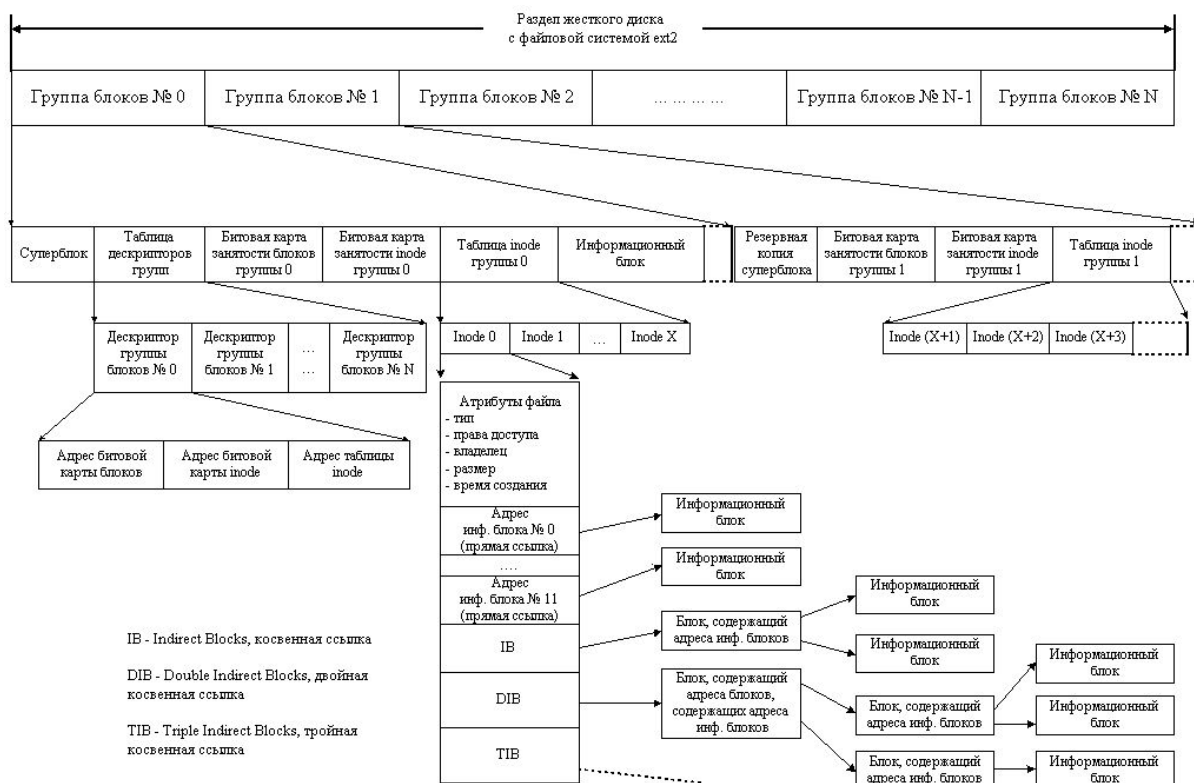 Раздел жесткого диска
с файловой системой ext2
Группа блоков № 0
Группа блоков № 1
Группа блоков № 2
... ... ... ...
Группа блоков № N-1
Группа блоков № N
Суперблок
Таблица
дескрипторов
групп
Битовая карта
занятости блоков
группы 0
Битовая карта
занятости inode
группы 0
Таблица inode
группы 0
Информационный
блок
Резервная
копия
суперблока
Битовая карта
занятости блоков
группы 1
Битовая карта
занятости inode
группы 1
Таблица inode
группы 1
Дескриптор
группы
блоков № 0
Дескриптор
группы
блоков № 1
...
...
Дескриптор
группы
блоков № N
Inode 0
Inode 1
...
Inode X
Inode (X+1)
Inode (X+2)
Inode (X+3)
Адрес битовой
карты блоков
Адрес битовой
карты inode
Адрес таблицы
inode
Атрибуты файла
- тип
- права доступа
- владелец
- размер
- время создания
Адрес
инф. блока № 0
(прямая ссылка)
Информационный
блок
....
Адрес
инф. блока № 11
(прямая ссылка)
Информационный
блок
IB
Блок, содержащий
адреса инф. блоков
Информационный
блок
Информационный
блок
DIB
Блок, содержащий
адреса блоков,
содержащих адреса
инф. блоков
Блок, содержащий
адреса инф. блоков
Информационный
блок
Информационный
блок
Блок, содержащий
адреса инф. блоков
Информационный
блок
TIB
IB - Indirect Blocks, косвенная ссылка
DIB - Double Indirect Blocks, двойная
косвенная ссылка
TIB - Triple Indirect Blocks, тройная
косвенная ссылка